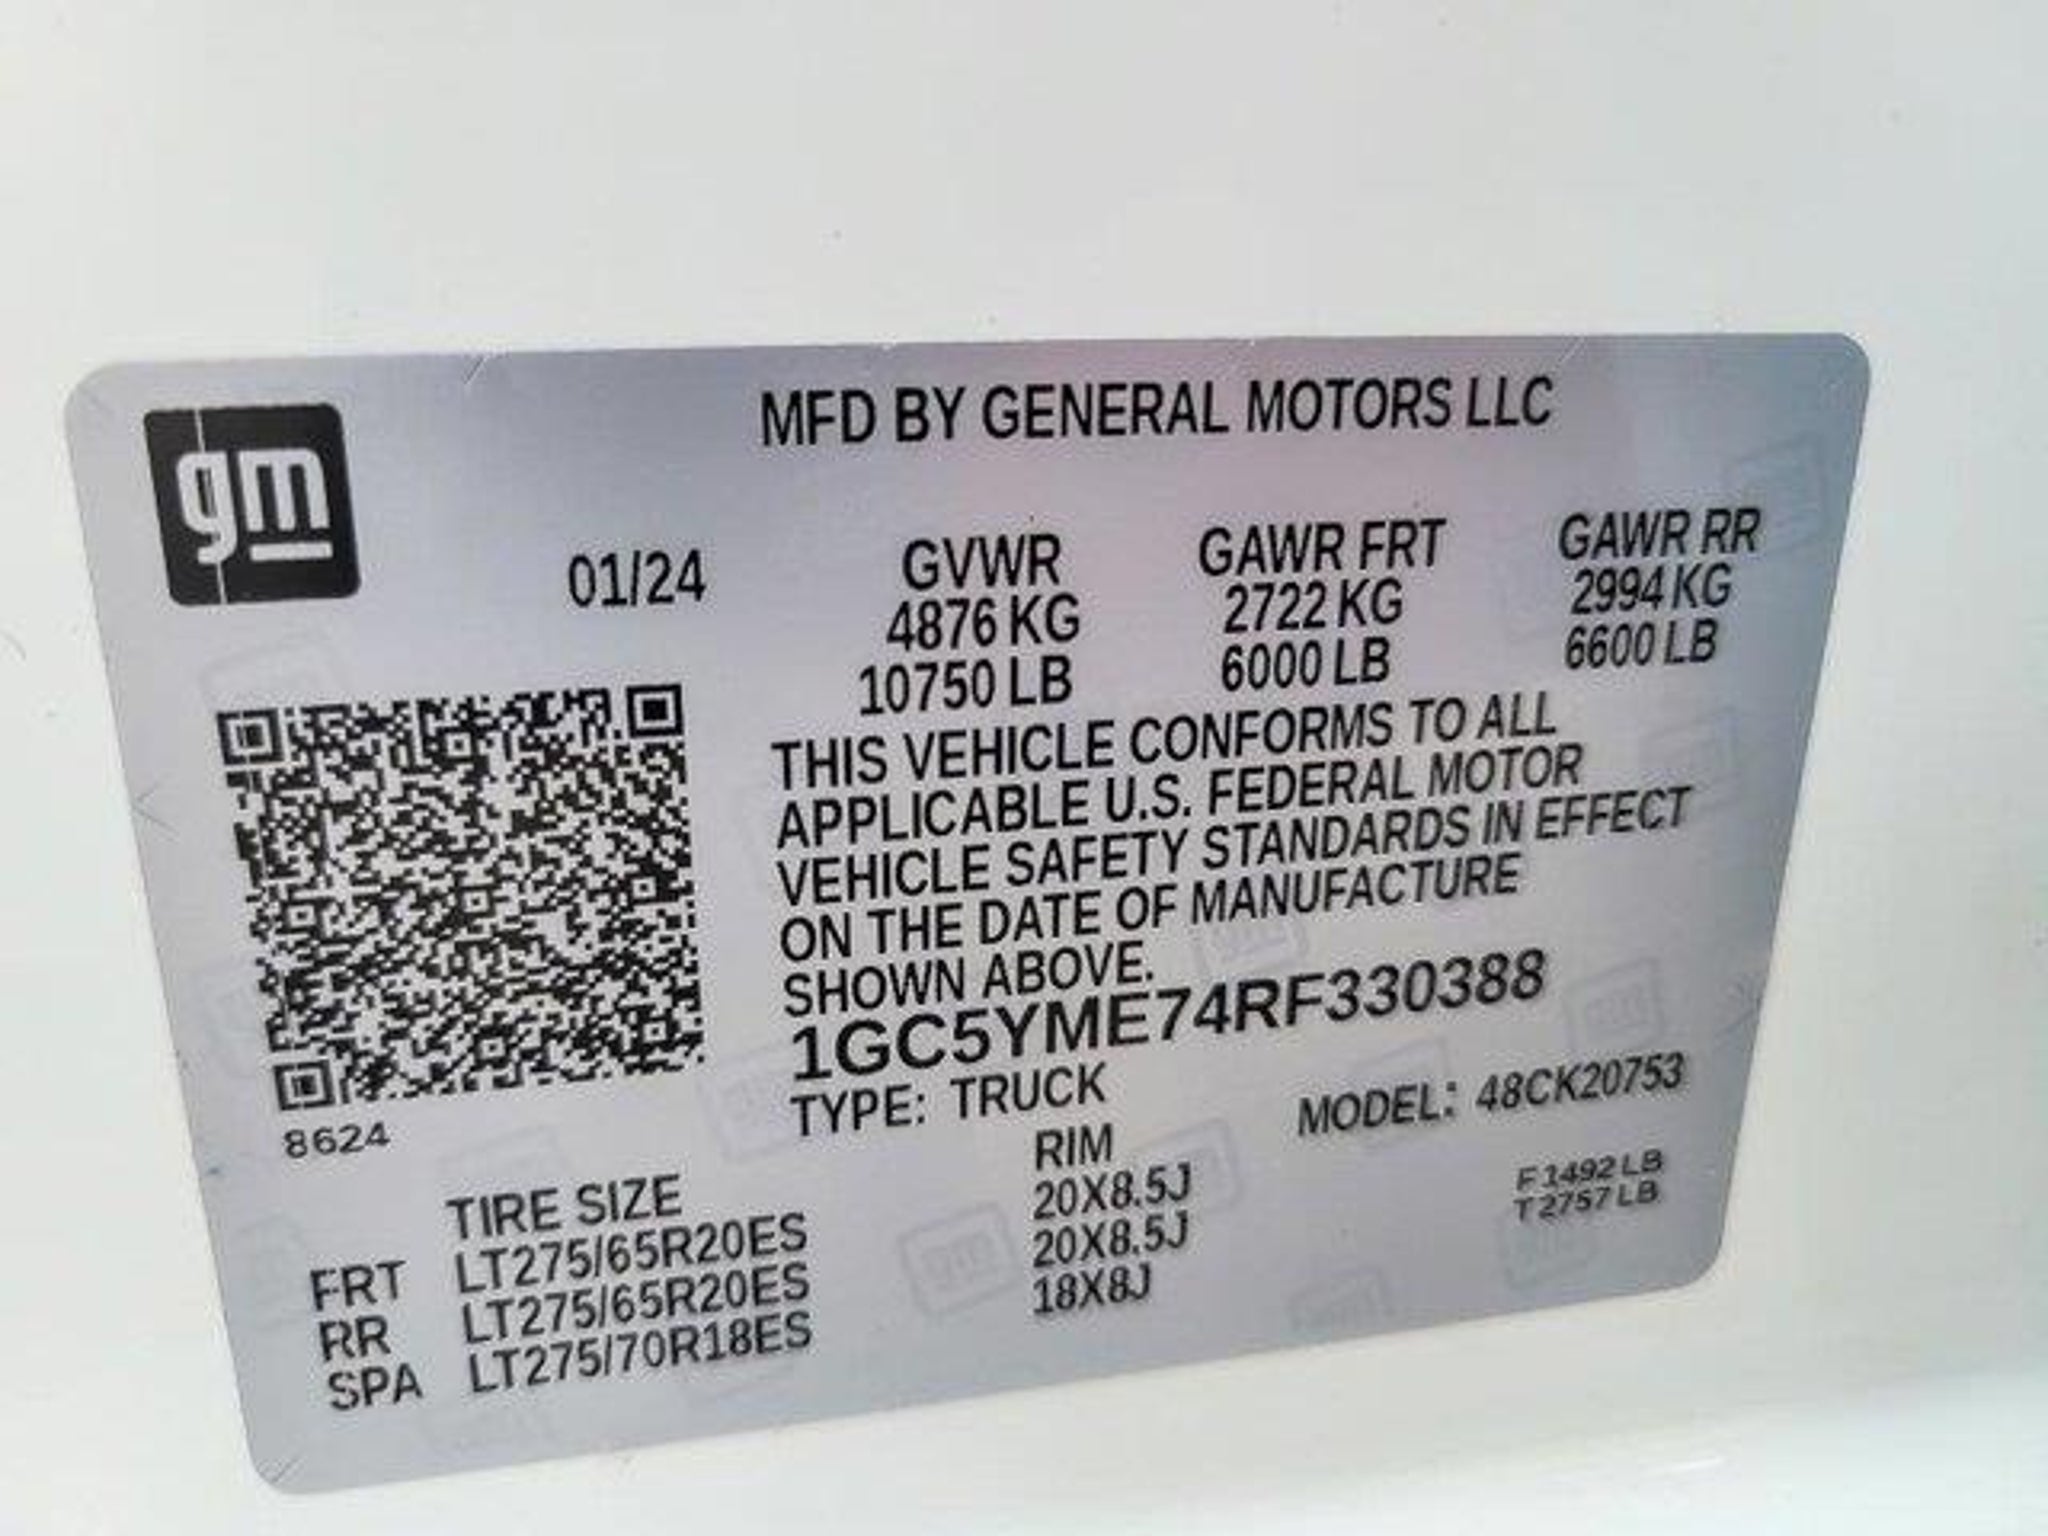 gm
MFD BY GENERAL MOTORS LLC
01/24 GVWR GAWR FRT GAWR RR
4876 KG 2722 KG 2994 KG
10750 LB 6000 LB 6600 LB
THIS VEHICLE CONFORMS TO ALL
APPLICABLE U.S. FEDERAL MOTOR
VEHICLE SAFETY STANDARDS IN EFFECT
ON THE DATE OF MANUFACTURE
SHOWN ABOVE.
1GC5YME74RF330388
TYPE: TRUCK MODEL: 48CK20753
8624
TIRE SIZE RIM
FRT LT275/65R20ES 20X8.5J
RR LT275/65R20ES 20X8.5J
SPA LT275/70R18ES 18X8J
F 1492 LB
T 2757 LB